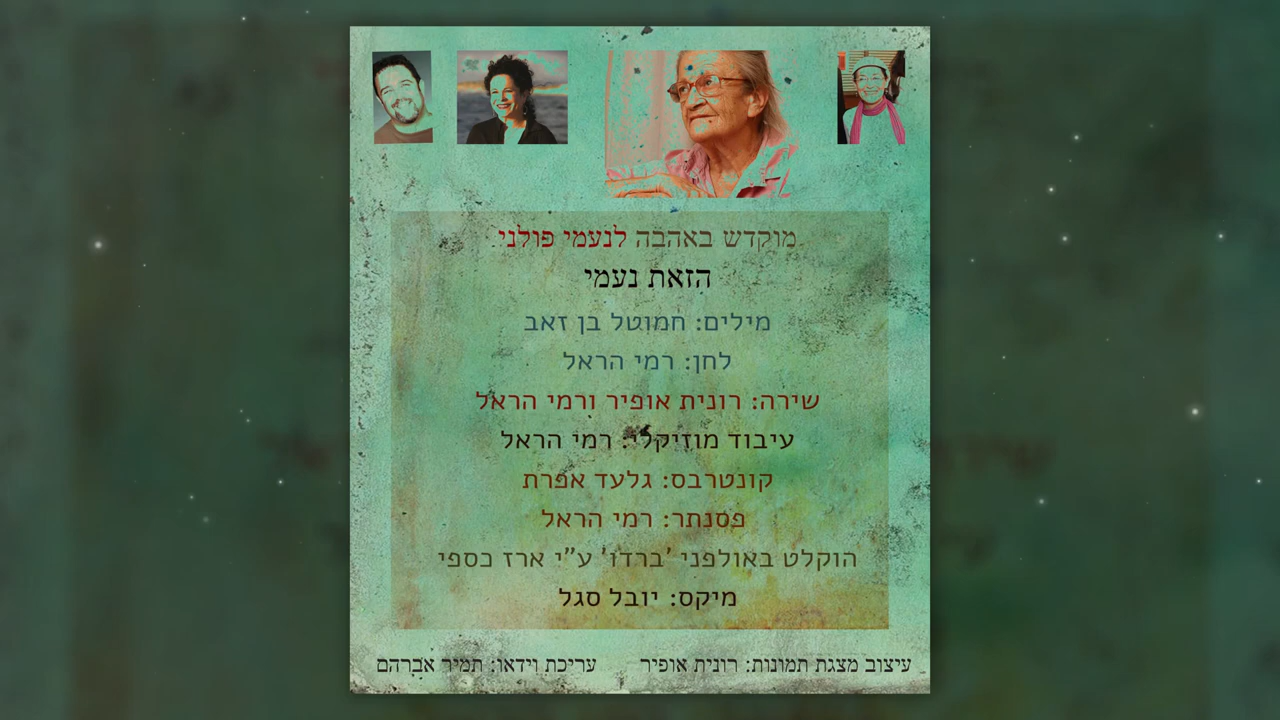 מוקדש באהבה לנעמי פולני
הזאת נעמי
מילים: חמוטל בן זאב
לחן: רמי הראל
שירה: רונית אופיר ורמי הראל
עיבוד מוזיקלי: רמי הראל
קונטרבס: גלעד אפרת
פסנתר: רמי הראל
הוקלט באולפני 'ברדו' ע"י ארז כספי
מיקס: יובל סגל
עיצוב מצגת תמונות: רונית אופיר עריכת וידאו: תמיר אברהם